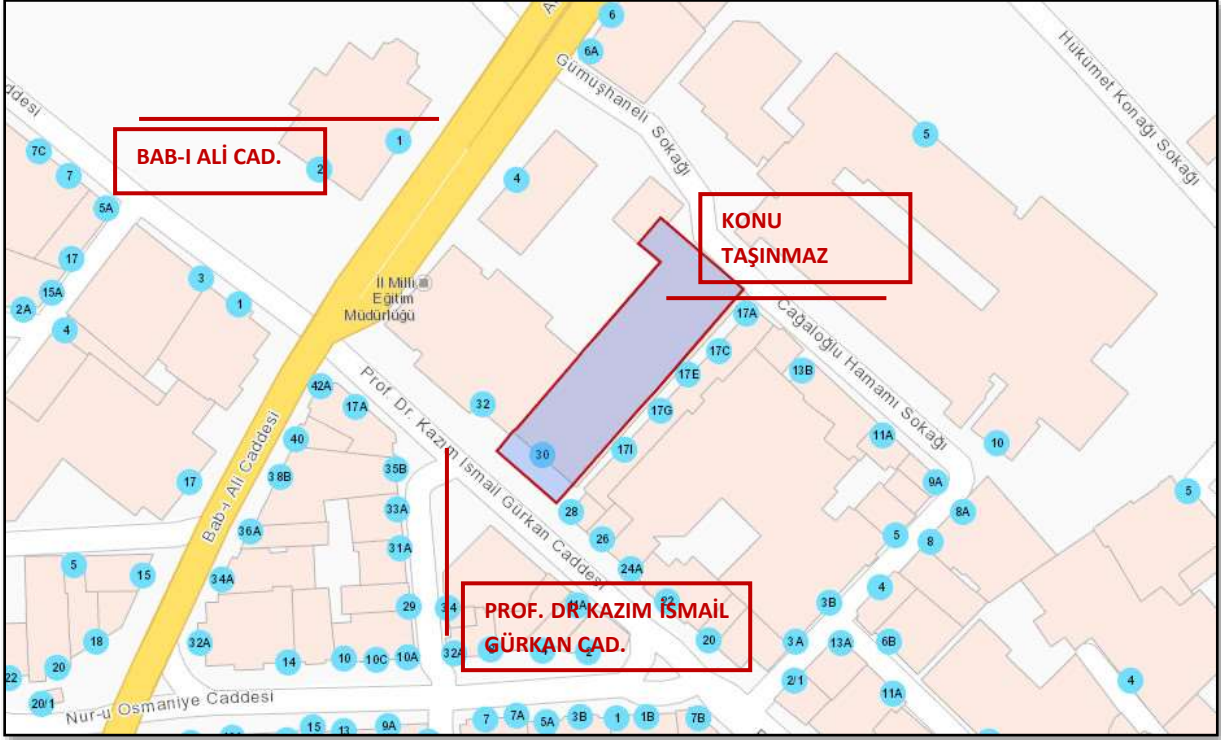 6
6A
Gümüşhaneli Sokağı
Hükümet Konağı Sokağı
ddesi
7C
7
5A
BAB-I ALİ CAD.
2
1
4
5
KONU
TAŞINMAZ
17
15A
2A
4
3
1
İl Milli
Eğitim
Müdürlüğü
17A
17C
17E
17G
17I
13B
Cağaloğlu Hamamı Sokağı
11A
9A
8A
10
5
42A
17A
40
38B
36A
34A
32A
17
Bab-ı Ali Caddesi
Prof. Dr. Kazım İsmail Gürkan Caddesi
32
30
28
26
24A
22
20
35B
33A
31A
29
34
32A
PROF. DR KAZIM İSMAİL
GÜRKAN CAD.
5
8
4
3B
3A
13A
6B
2/1
11A
4
5
15
18
20
22
20/1
14
10
10C
10A
Nur-u Osmaniye Caddesi
15
13
9A
7
7A
5A
3B
1
1B
7B